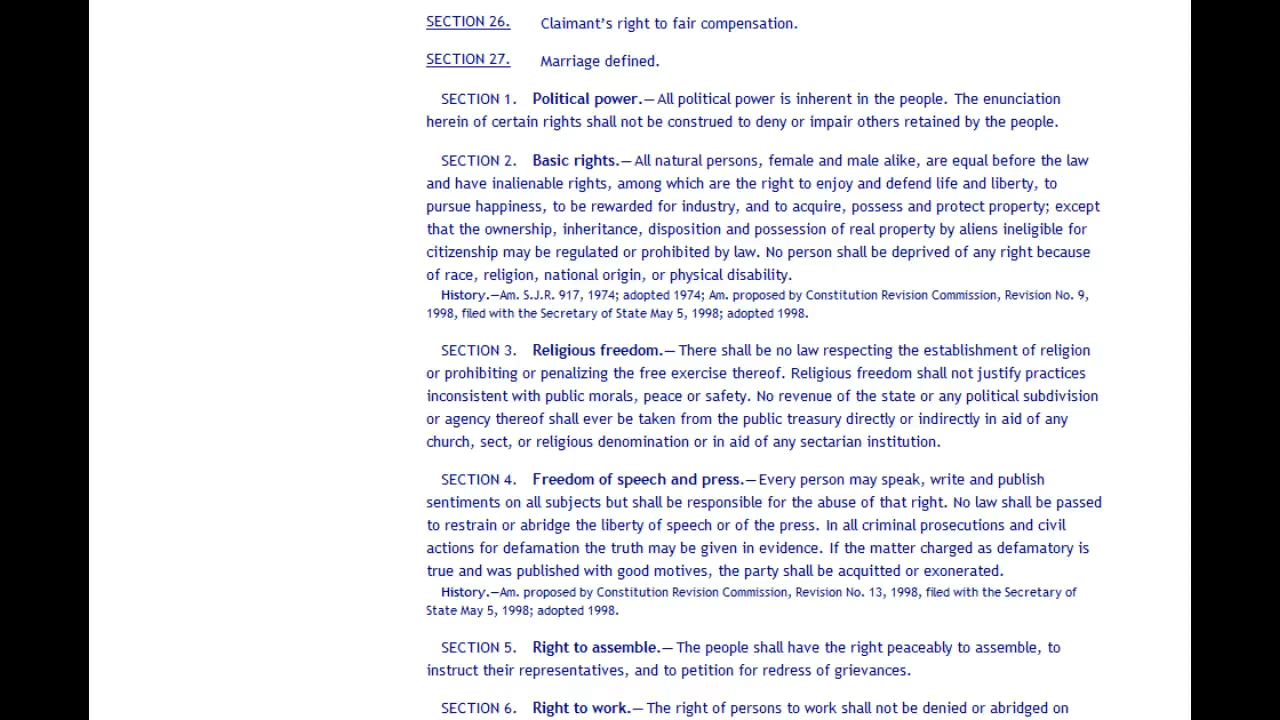 SECTION 26. Claimant’s right to fair compensation.
SECTION 27. Marriage defined.
SECTION 1. Political power.—All political power is inherent in the people. The enunciation
herein of certain rights shall not be construed to deny or impair others retained by the people.
SECTION 2. Basic rights.—All natural persons, female and male alike, are equal before the law
and have inalienable rights, among which are the right to enjoy and defend life and liberty, to
pursue happiness, to be rewarded for industry, and to acquire, possess and protect property; except
that the ownership, inheritance, disposition and possession of real property by aliens ineligible for
citizenship may be regulated or prohibited by law. No person shall be deprived of any right because
of race, religion, national origin, or physical disability.
History.—Am. S.J.R. 917, 1974; adopted 1974; Am. proposed by Constitution Revision Commission, Revision No. 9,
1998, filed with the Secretary of State May 5, 1998; adopted 1998.
SECTION 3. Religious freedom.—There shall be no law respecting the establishment of religion
or prohibiting or penalizing the free exercise thereof. Religious freedom shall not justify practices
inconsistent with public morals, peace or safety. No revenue of the state or any political subdivision
or agency thereof shall ever be taken from the public treasury directly or indirectly in aid of any
church, sect, or religious denomination or in aid of any sectarian institution.
SECTION 4. Freedom of speech and press.—Every person may speak, write and publish
sentiments on all subjects but shall be responsible for the abuse of that right. No law shall be passed
to restrain or abridge the liberty of speech or of the press. In all criminal prosecutions and civil
actions for defamation the truth may be given in evidence. If the matter charged as defamatory is
true and was published with good motives, the party shall be acquitted or exonerated.
History.—Am. proposed by Constitution Revision Commission, Revision No. 13, 1998, filed with the Secretary of
State May 5, 1998; adopted 1998.
SECTION 5. Right to assemble.—The people shall have the right peaceably to assemble, to
instruct their representatives, and to petition for redress of grievances.
SECTION 6. Right to work.—The right of persons to work shall not be denied or abridged on